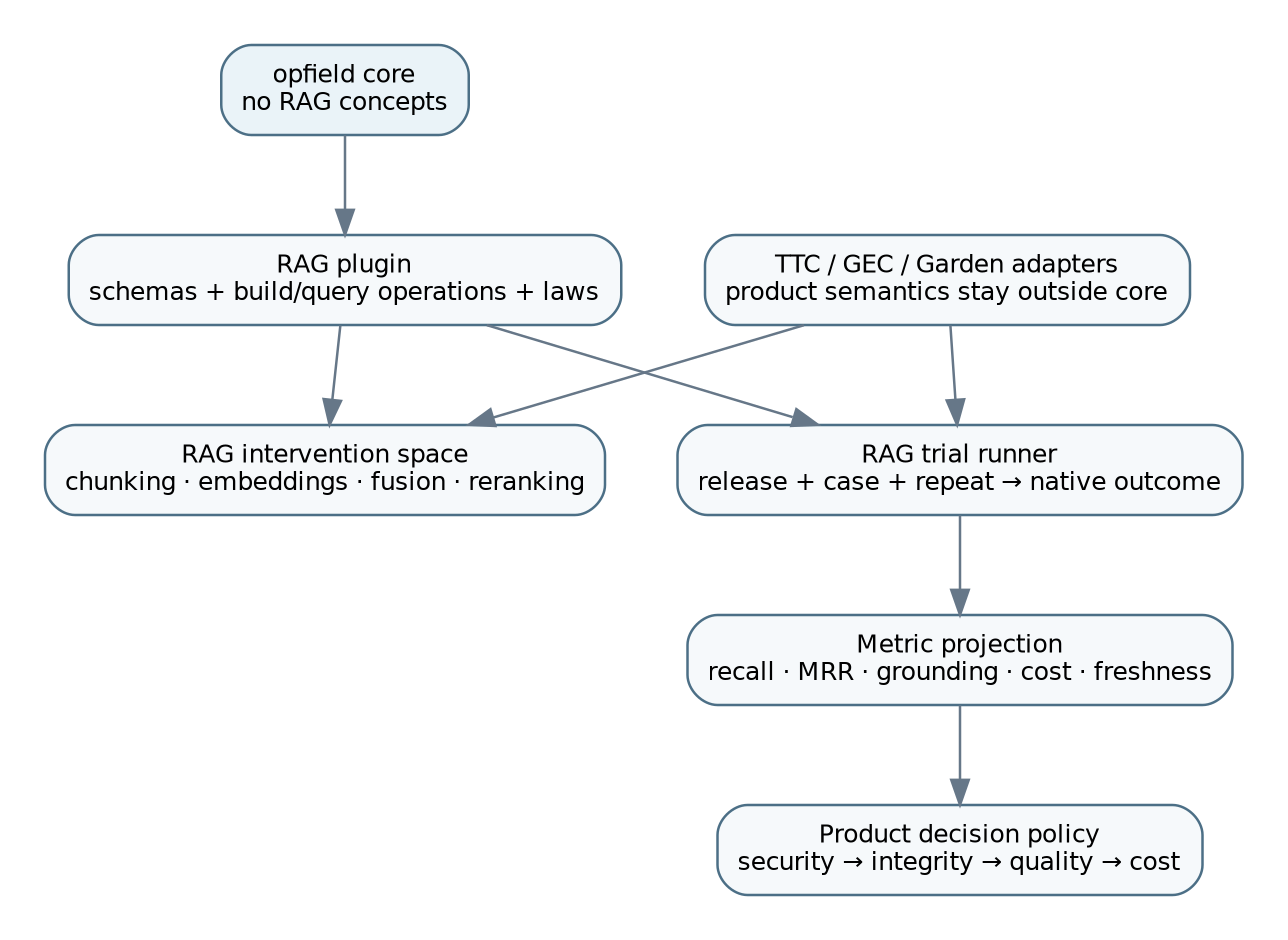 opfield core
no RAG concepts
RAG plugin
schemas + build/query operations + laws
TTC / GEC / Garden adapters
product semantics stay outside core
RAG intervention space
chunking · embeddings · fusion · reranking
RAG trial runner
release + case + repeat → native outcome
Metric projection
recall · MRR · grounding · cost · freshness
Product decision policy
security → integrity → quality → cost